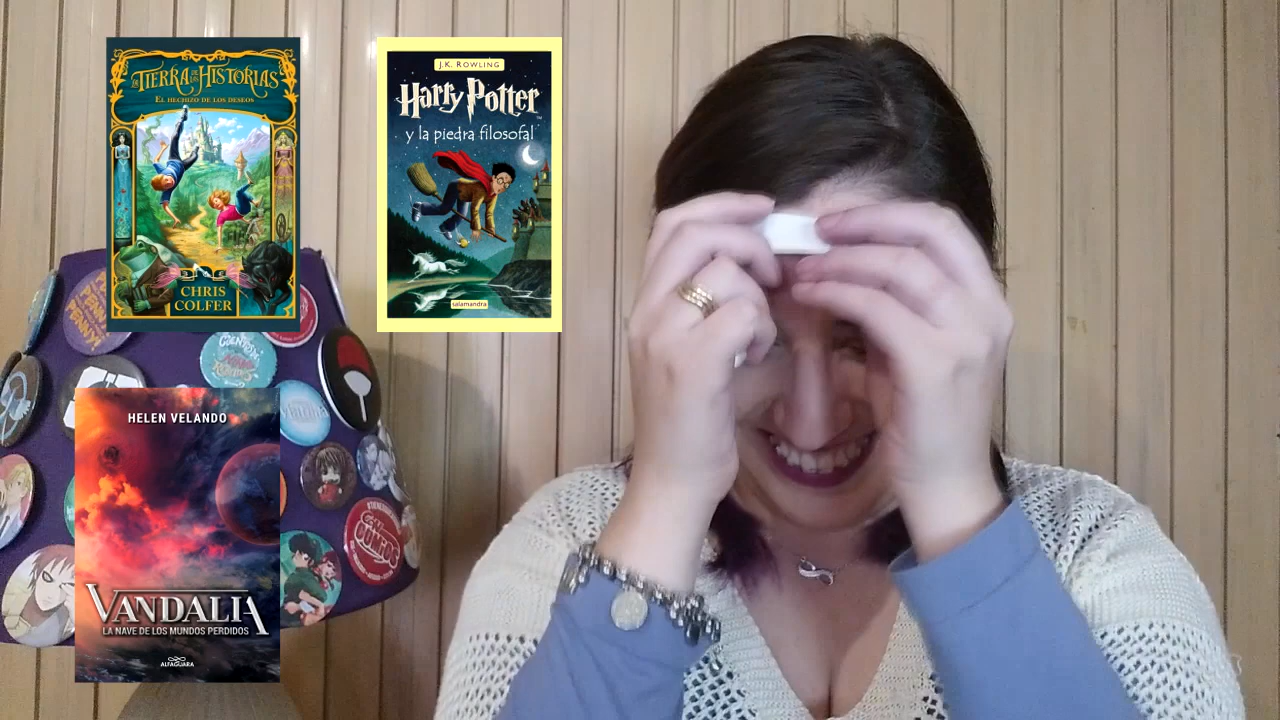 LA TIERRA DE LAS HISTORIAS
EL HECHIZO DE LOS DESEOS
CHRIS
COLFER
J.K. ROWLING
Harry Potter
y la piedra filosofal
salamandra
HELEN VELANDO
VANDALIA
LA NAVE DE LOS MUNDOS PERDIDOS
ALFAGUARA